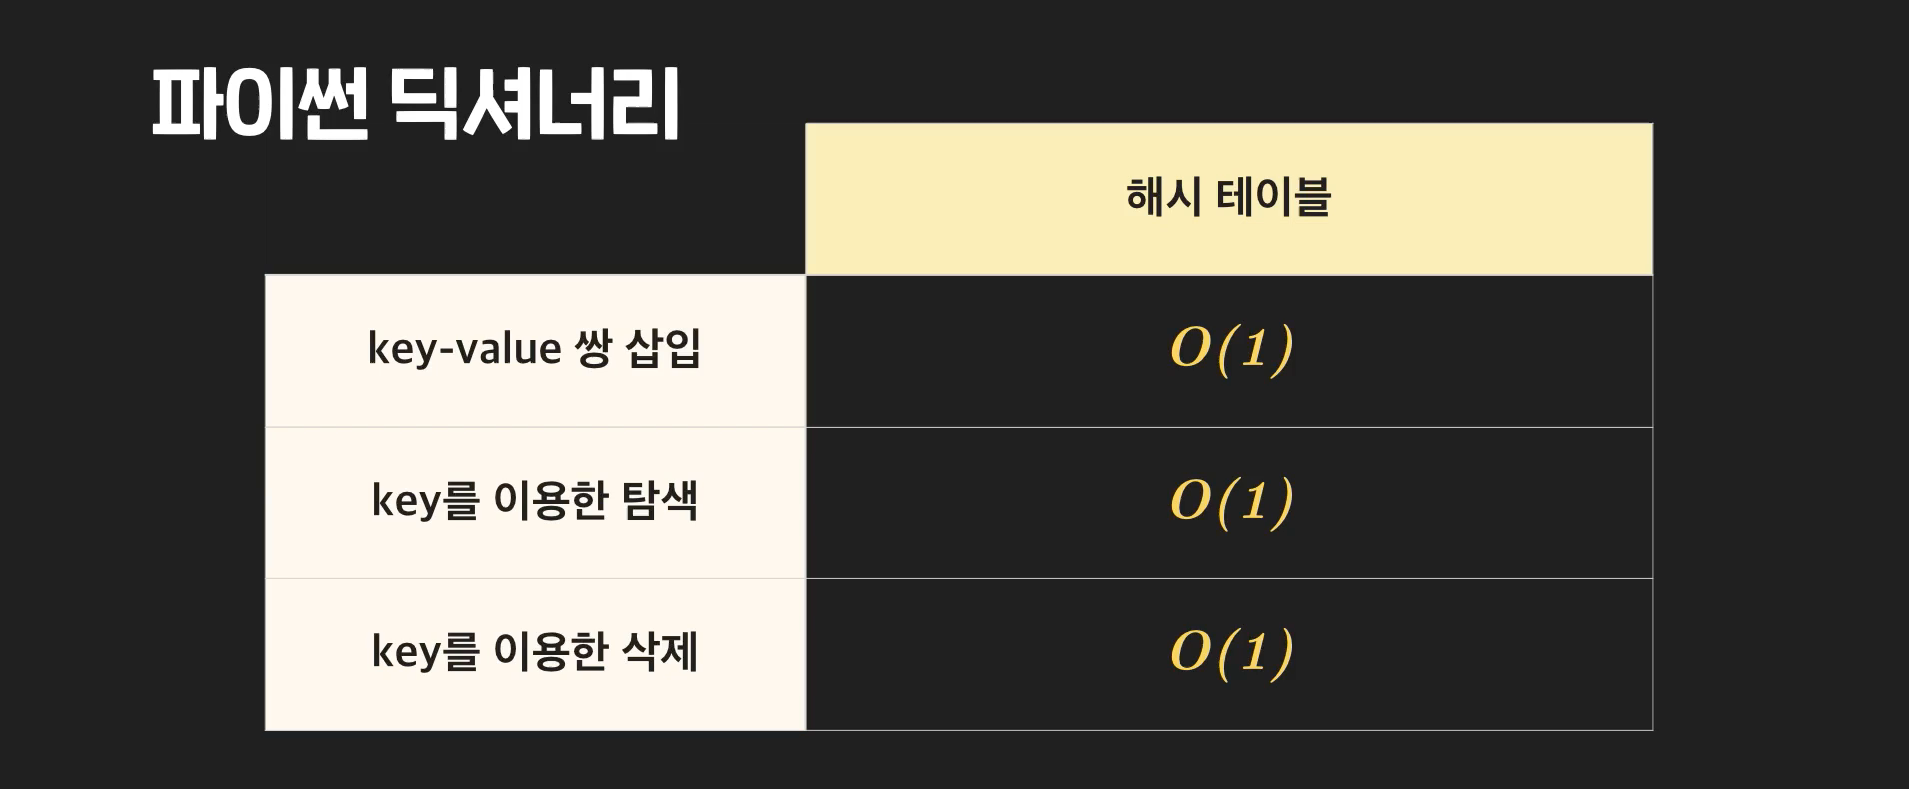 파이썬 딕셔너리
해시 테이블
key-value 쌍 삽입
O(1)
key를 이용한 탐색
O(1)
key를 이용한 삭제
O(1)